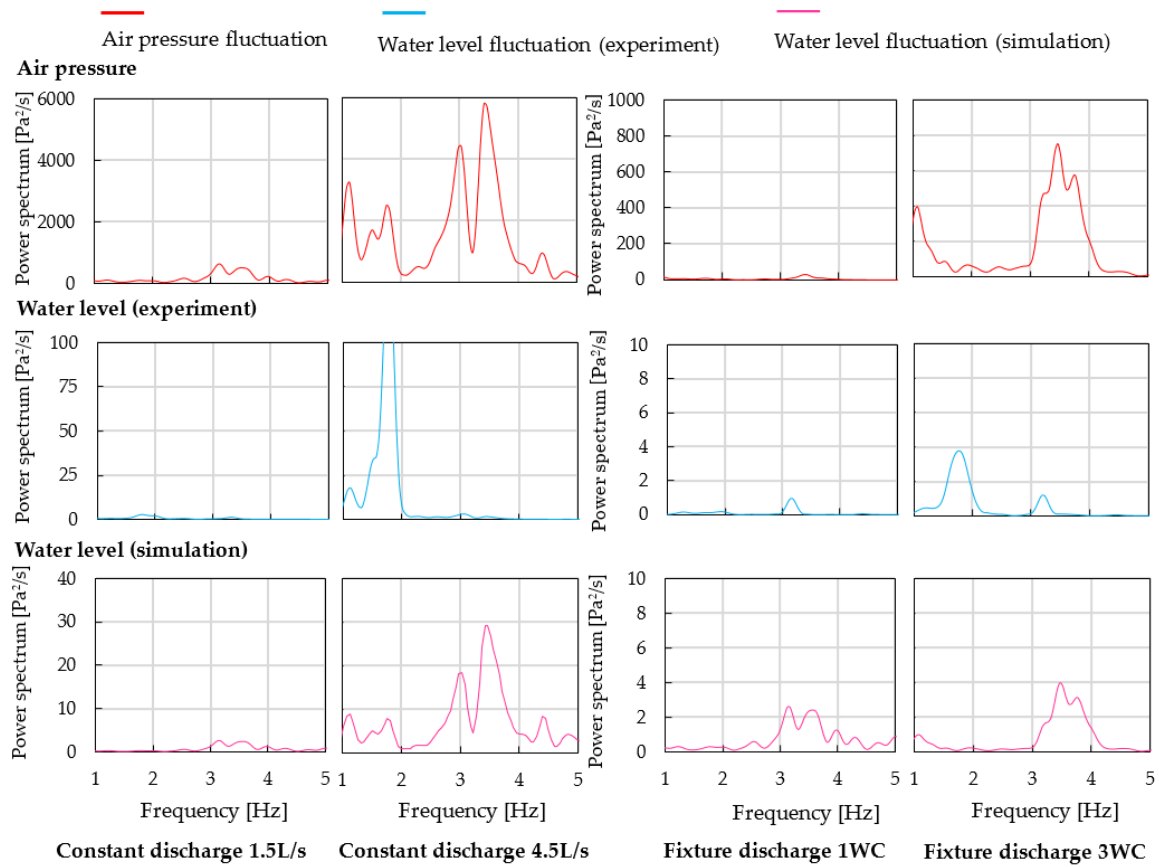 Air pressure fluctuation
Water level fluctuation (experiment)
Water level fluctuation (simulation)
Air pressure
Power spectrum [Pa²/s]
6000
4000
2000
0
Power spectrum [Pa²/s]
1000
800
600
400
200
0
Water level (experiment)
Power spectrum [Pa²/s]
100
75
50
25
0
Power spectrum [Pa²/s]
10
8
6
4
2
0
Water level (simulation)
Power spectrum [Pa²/s]
40
30
20
10
0
Power spectrum [Pa²/s]
10
8
6
4
2
0
1 2 3 4 5
1 2 3 4 5
1 2 3 4 5
1 2 3 4 5
Frequency [Hz]
Frequency [Hz]
Frequency [Hz]
Frequency [Hz]
Constant discharge 1.5L/s
Constant discharge 4.5L/s
Fixture discharge 1WC
Fixture discharge 3WC